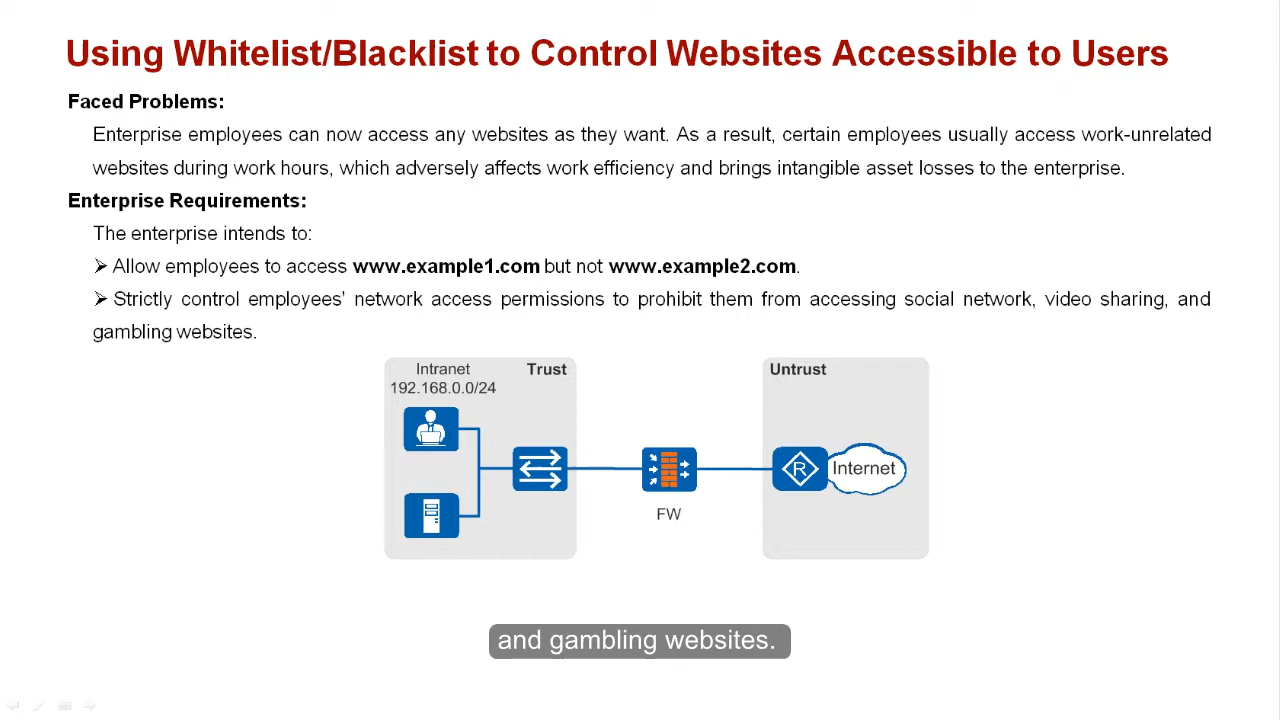 Using Whitelist/Blacklist to Control Websites Accessible to Users
Faced Problems:
Enterprise employees can now access any websites as they want. As a result, certain employees usually access work-unrelated
websites during work hours, which adversely affects work efficiency and brings intangible asset losses to the enterprise.
Enterprise Requirements:
The enterprise intends to:
➢ Allow employees to access www.example1.com but not www.example2.com.
➢ Strictly control employees' network access permissions to prohibit them from accessing social network, video sharing, and
gambling websites.
Intranet
192.168.0.0/24
Trust
FW
Untrust
R
Internet
and gambling websites.